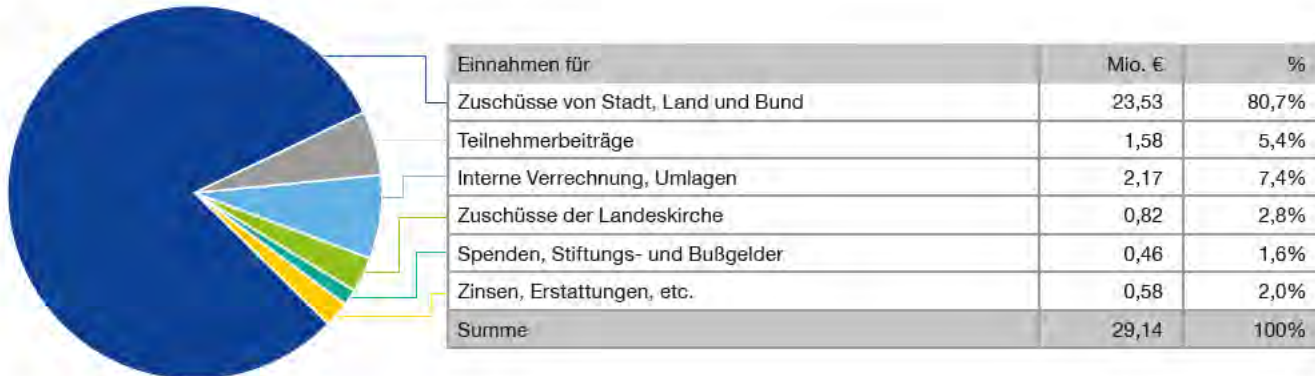 Einnahmen für Mio. € %
Zuschüsse von Stadt, Land und Bund 23,53 80,7%
Teilnehmerbeiträge 1,58 5,4%
Interne Verrechnung, Umlagen 2,17 7,4%
Zuschüsse der Landeskirche 0,82 2,8%
Spenden, Stiftungs- und Bußgelder 0,46 1,6%
Zinsen, Erstattungen, etc. 0,58 2,0%
Summe 29,14 100%